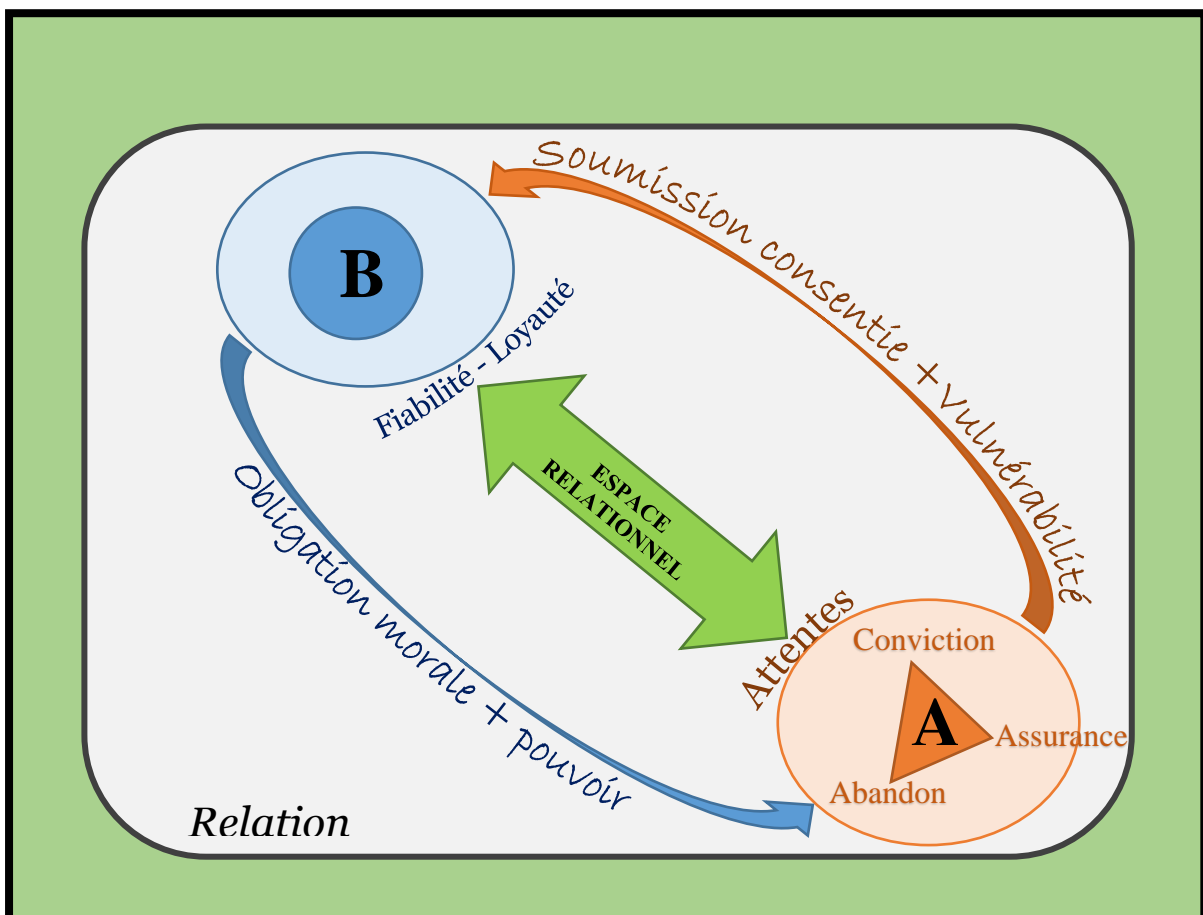 Soumission consentie + vulnérabilité
B
Fiabilité - Loyauté
ESPACE
RELATIONNEL
Obligation morale + pouvoir
Attentes
Conviction
A
Assurance
Abandon
Relation